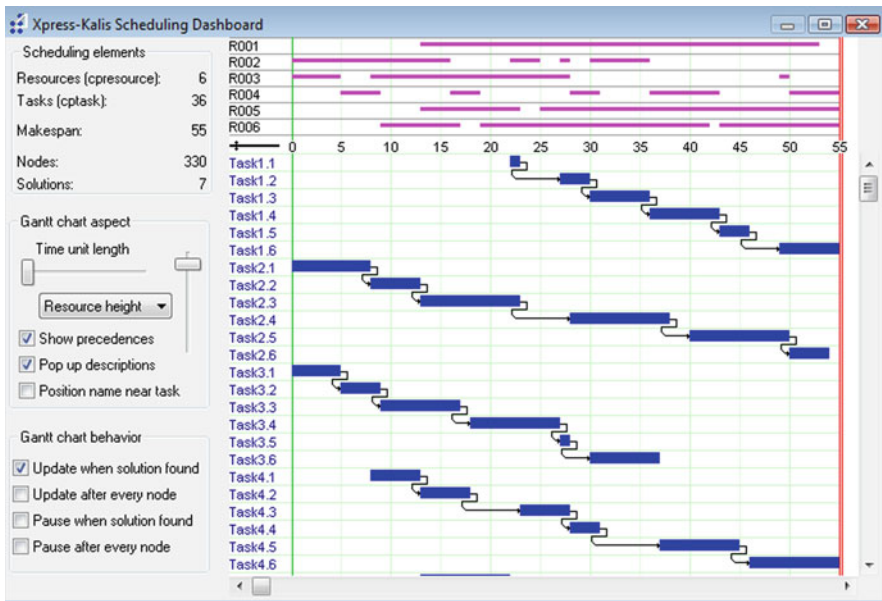 Xpress-Kalis Scheduling Dashboard
Scheduling elements
Resources (cpresource): 6
Tasks (cptask): 36
Makespan: 55
Nodes: 330
Solutions: 7
Gantt chart aspect
Time unit length
Resource height
Show precedences
Pop up descriptions
Position name near task
Gantt chart behavior
Update when solution found
Update after every node
Pause when solution found
Pause after every node
R001
R002
R003
R004
R005
R006
0 5 10 15 20 25 30 35 40 45 50 55
Task1.1
Task1.2
Task1.3
Task1.4
Task1.5
Task1.6
Task2.1
Task2.2
Task2.3
Task2.4
Task2.5
Task2.6
Task3.1
Task3.2
Task3.3
Task3.4
Task3.5
Task3.6
Task4.1
Task4.2
Task4.3
Task4.4
Task4.5
Task4.6